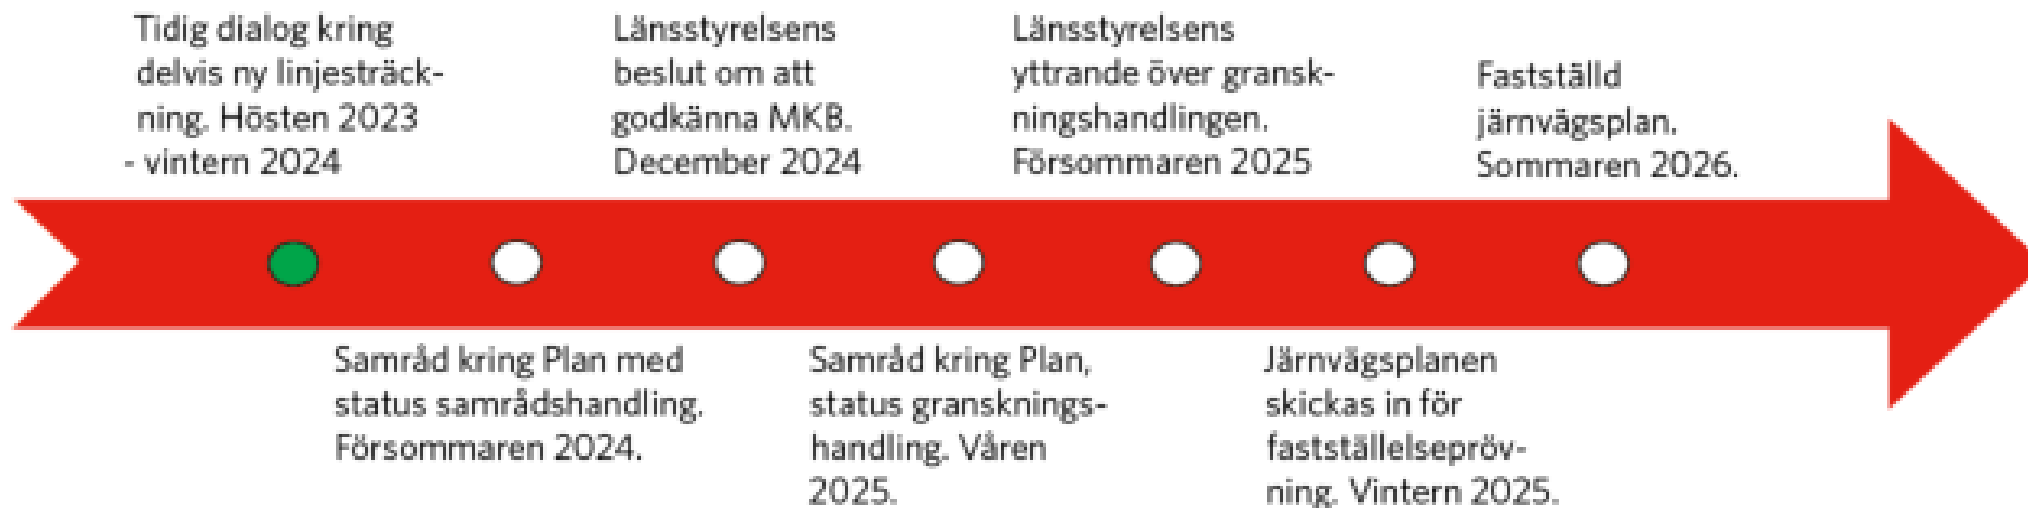 Tidig dialog kring
delvis ny linjesträck-
ning. Hösten 2023
- vintern 2024
Länsstyrelsens
beslut om att
godkänna MKB.
December 2024
Länsstyrelsens
yttrande över gransk-
ningshandlingen.
Försommaren 2025
Fastställd
järnvägsplan.
Sommaren 2026.
Samråd kring Plan med
status samrådshandling.
Försommaren 2024.
Samråd kring Plan,
status gransknings-
handling. Våren
2025.
Järnvägsplanen
skickas in för
fastställelsepröv-
ning. Vintern 2025.